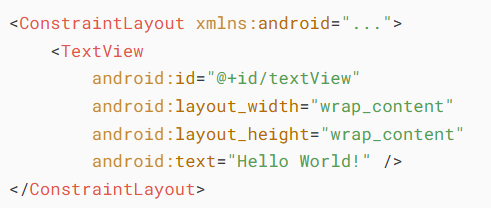 <ConstraintLayout xmlns:android="...">
    <TextView
        android:id="@+id/textView"
        android:layout_width="wrap_content"
        android:layout_height="wrap_content"
        android:text="Hello World!" />
</ConstraintLayout>